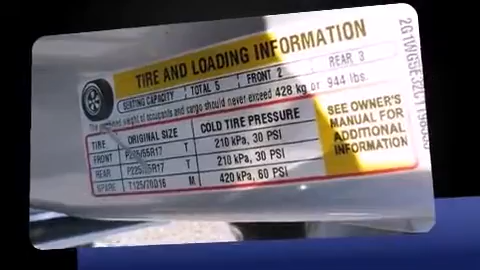 TIRE AND LOADING INFORMATION
SEATING CAPACITY TOTAL 5 FRONT 2 REAR 3
The combined weight of occupants and cargo should never exceed 428 kg or 944 lbs.
TIRE ORIGINAL SIZE COLD TIRE PRESSURE
FRONT P225/55R17 T 210 kPa, 30 PSI
REAR P225/55R17 T 210 kPa, 30 PSI
SPARE T125/70D16 M 420 kPa, 60 PSI
SEE OWNER'S
MANUAL FOR
ADDITIONAL
INFORMATION